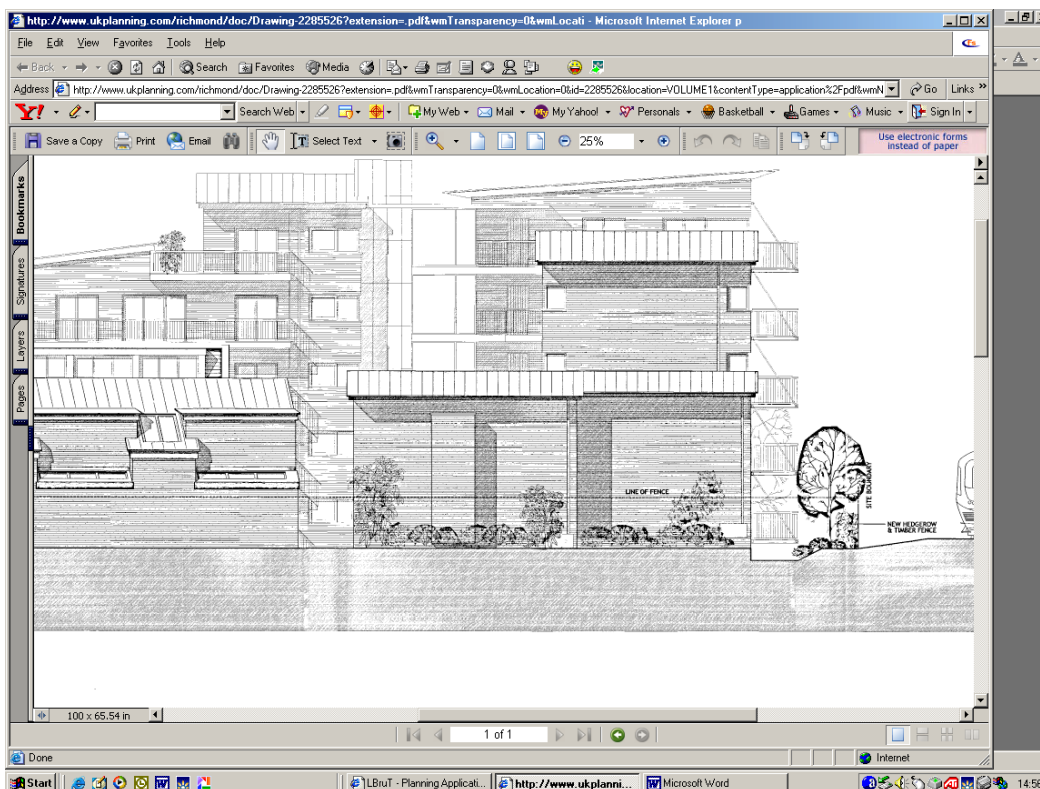 http://www.ukplanning.com/richmond/doc/Drawing-2285526?extension=.pdf&wmTransparency=0&wmLocati - Microsoft Internet Explorer p
File Edit View Favorites Tools Help
Back Search Favorites Media
Address http://www.ukplanning.com/richmond/doc/Drawing-2285526?extension=.pdf&wmTransparency=0&wmLocation=0&id=2285526&location=VOLUME1&contentType=application%2Fpdf&wmN Go Links »
Y! Search Web My Web Mail My Yahoo! Personals Basketball Games Music Sign In
Save a Copy Print Email Select Text 25% Use electronic forms
instead of paper
Bookmarks
Signatures
Layers
Pages
LINE OF FENCE
SITE BOUNDARY
NEW HEDGEROW
& TIMBER FENCE
100 x 65.54 in
1 of 1
Done Internet
Start LBruT - Planning Applicati... http://www.ukplanni... Microsoft Word 14:56